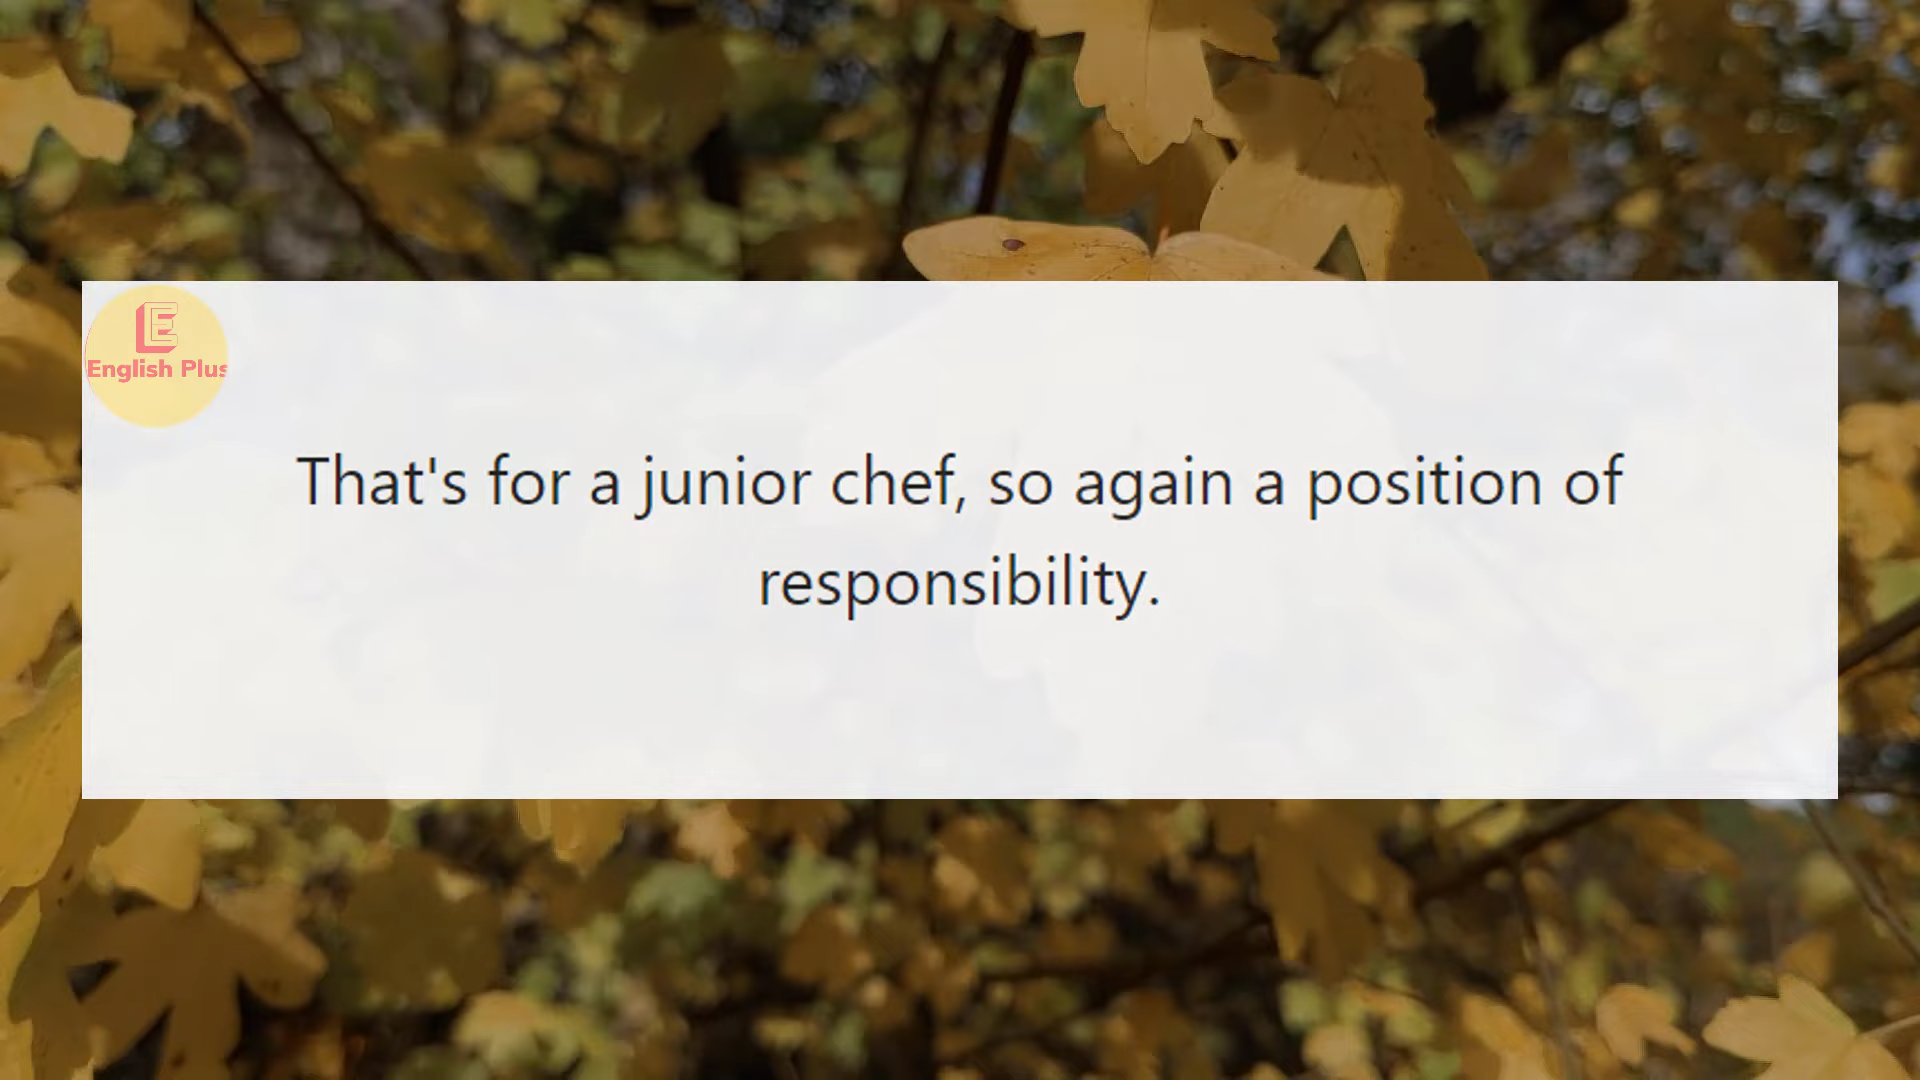 E
English Plus
That's for a junior chef, so again a position of
responsibility.